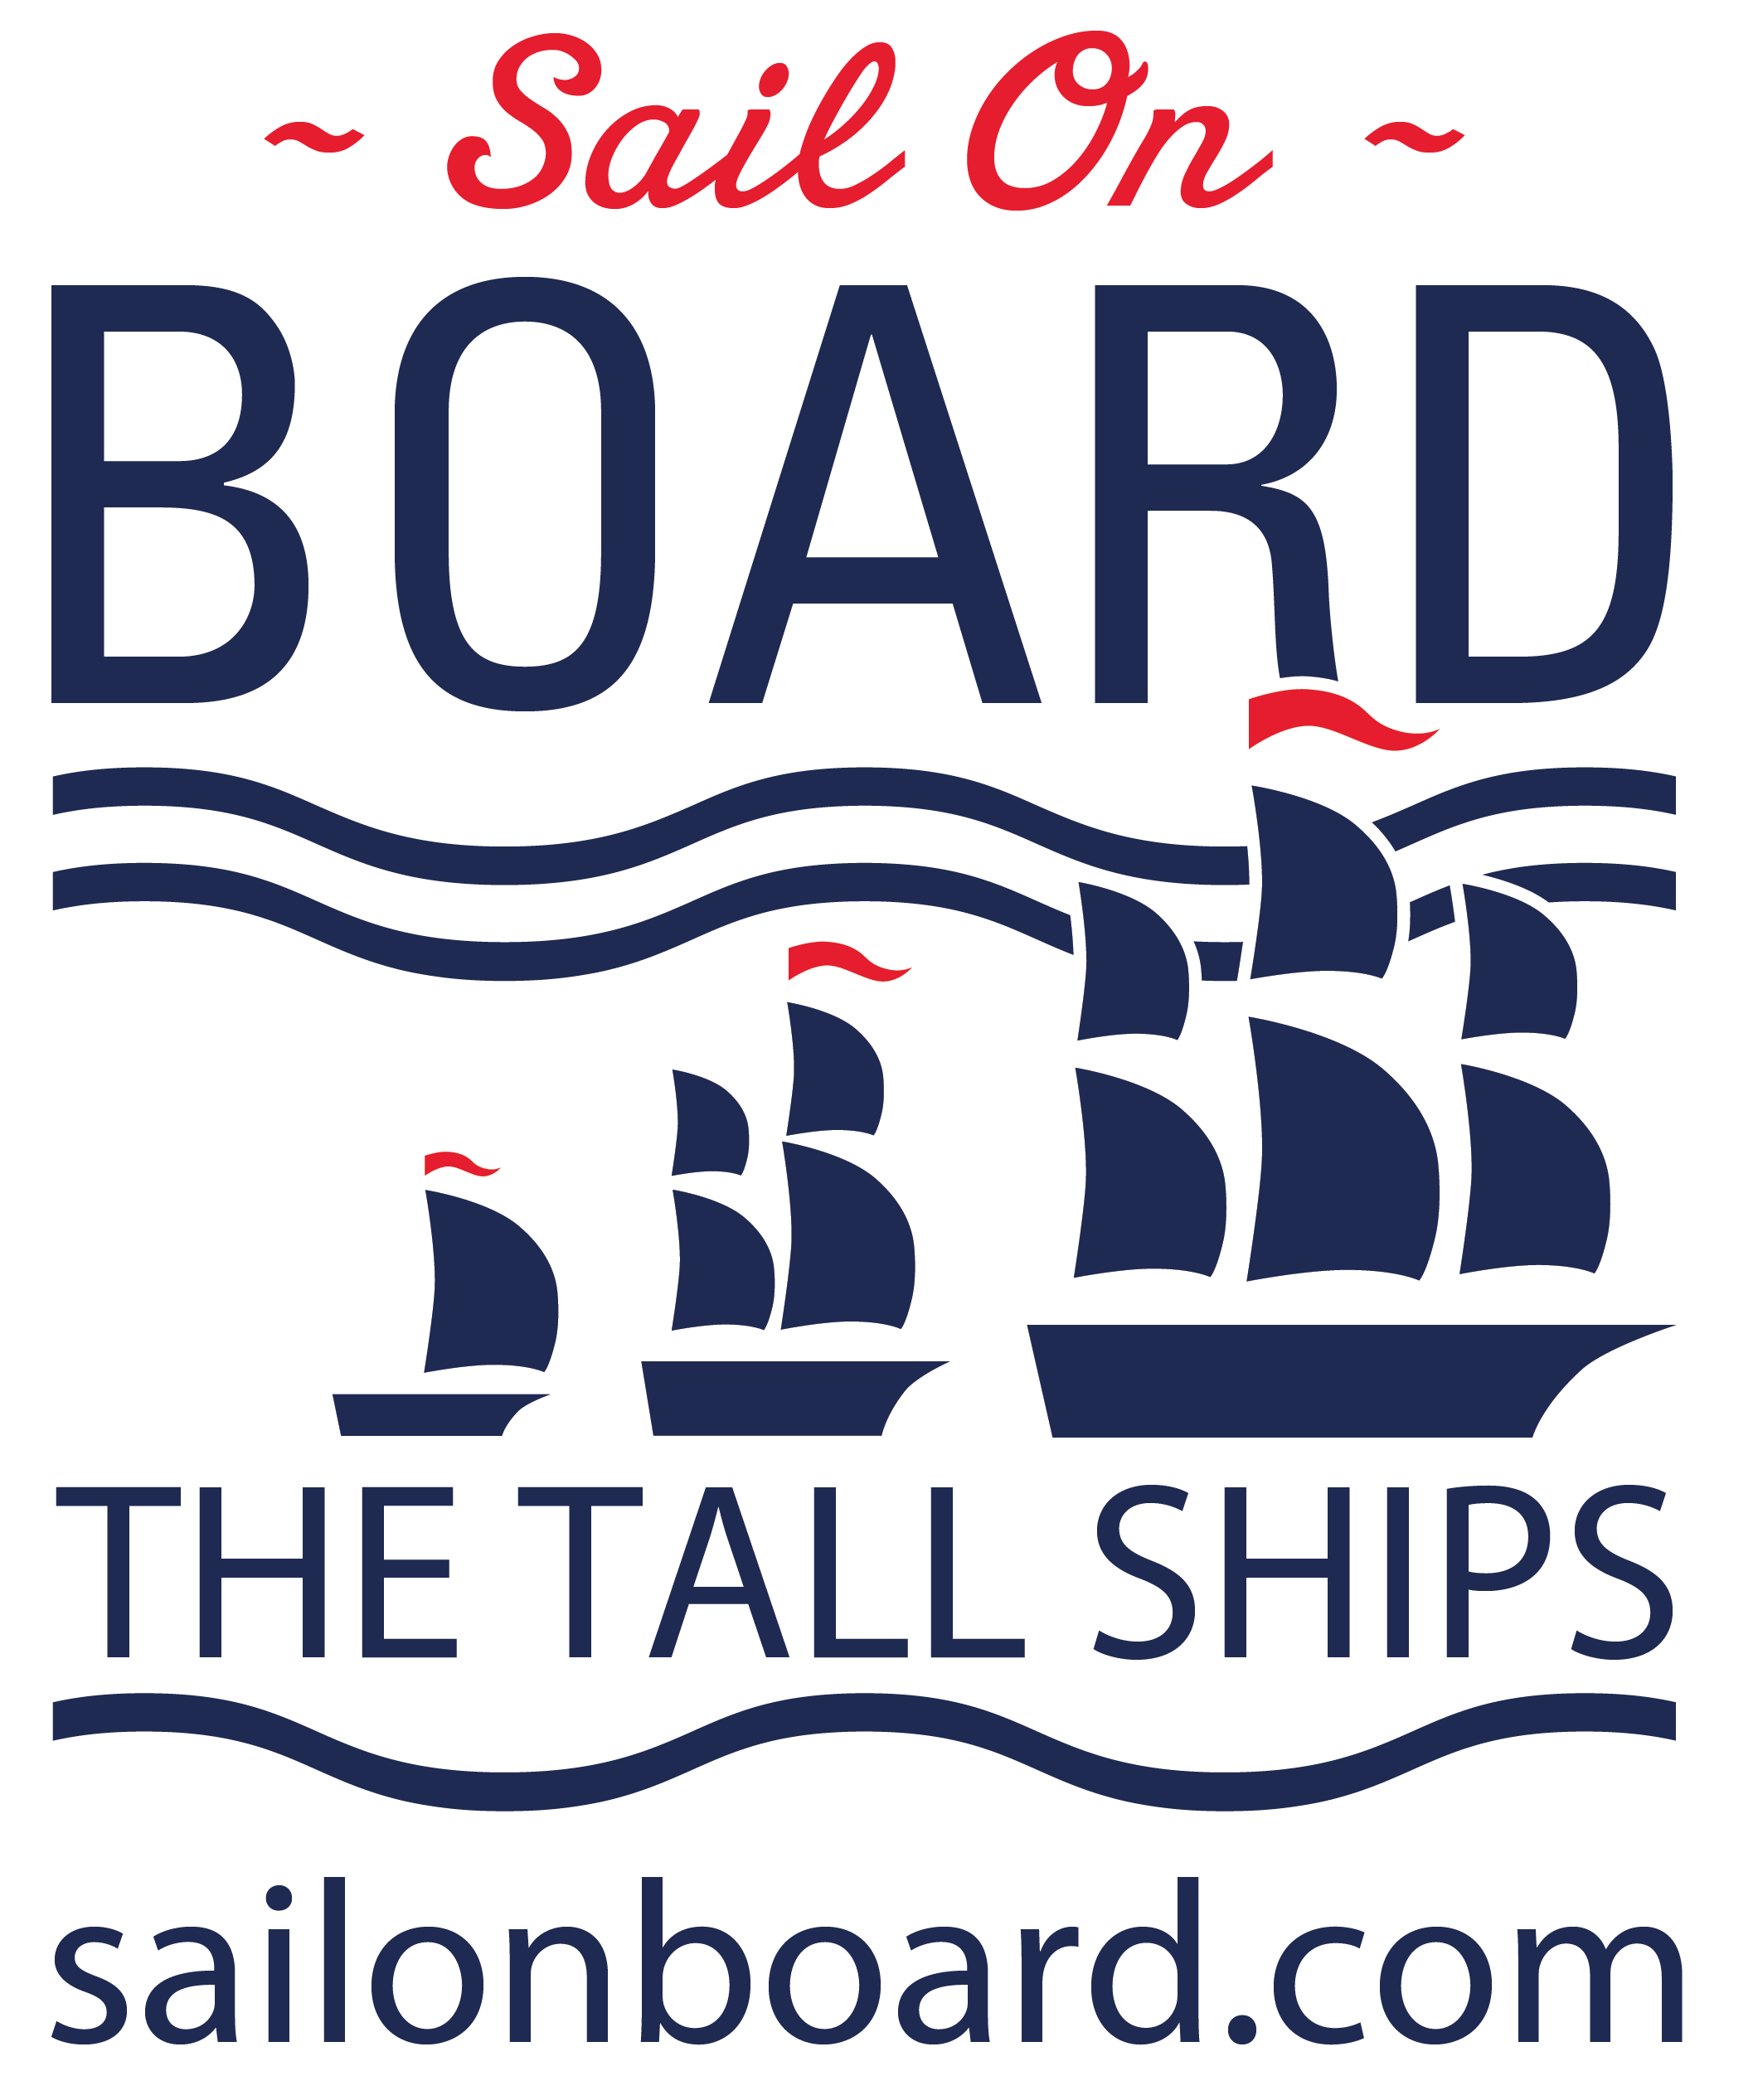 ~ Sail On ~
BOARD
THE TALL SHIPS
sailonboard.com